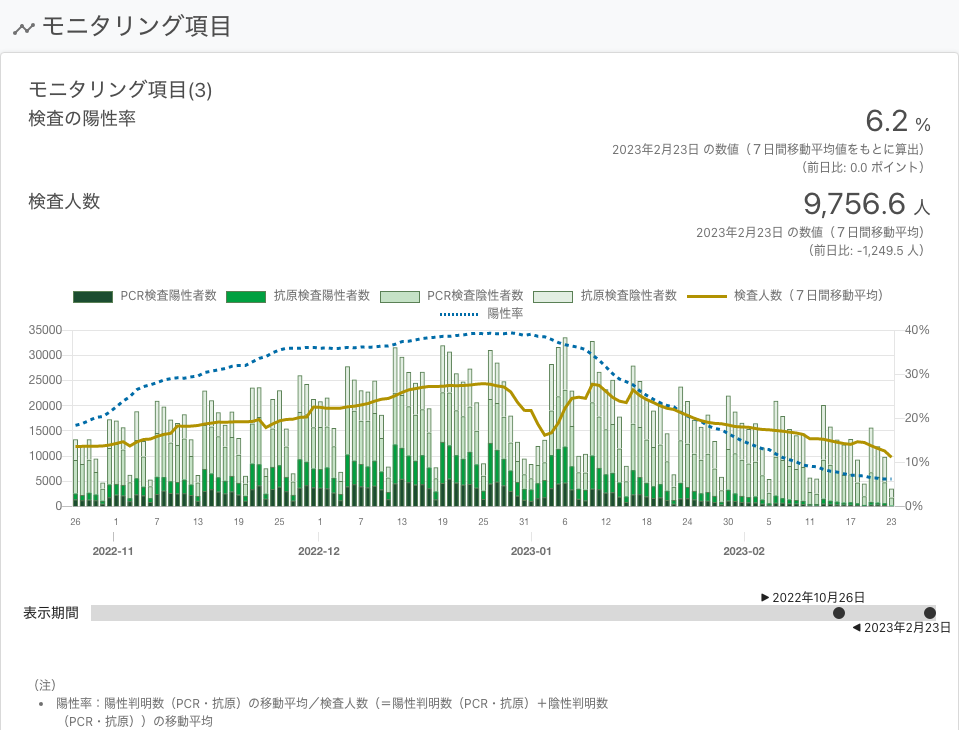 モニタリング項目
モニタリング項目(3)
検査の陽性率
6.2 %
2023年2月23日 の数値（７日間移動平均値をもとに算出）
（前日比: 0.0 ポイント）
検査人数
9,756.6 人
2023年2月23日 の数値（７日間移動平均）
（前日比: -1,249.5 人）
PCR検査陽性者数 抗原検査陽性者数 PCR検査陰性者数 抗原検査陰性者数 検査人数（７日間移動平均）
陽性率
35000 40%
30000
25000 30%
20000
15000 20%
10000 10%
5000
0 0%
26 1 7 13 19 25 1 7 13 19 25 31 6 12 18 24 30 5 11 17 23
2022-11 2022-12 2023-01 2023-02
▶ 2022年10月26日
表示期間
◀ 2023年2月23日
（注）
• 陽性率：陽性判明数（PCR・抗原）の移動平均／検査人数（＝陽性判明数（PCR・抗原）＋陰性判明数
（PCR・抗原））の移動平均